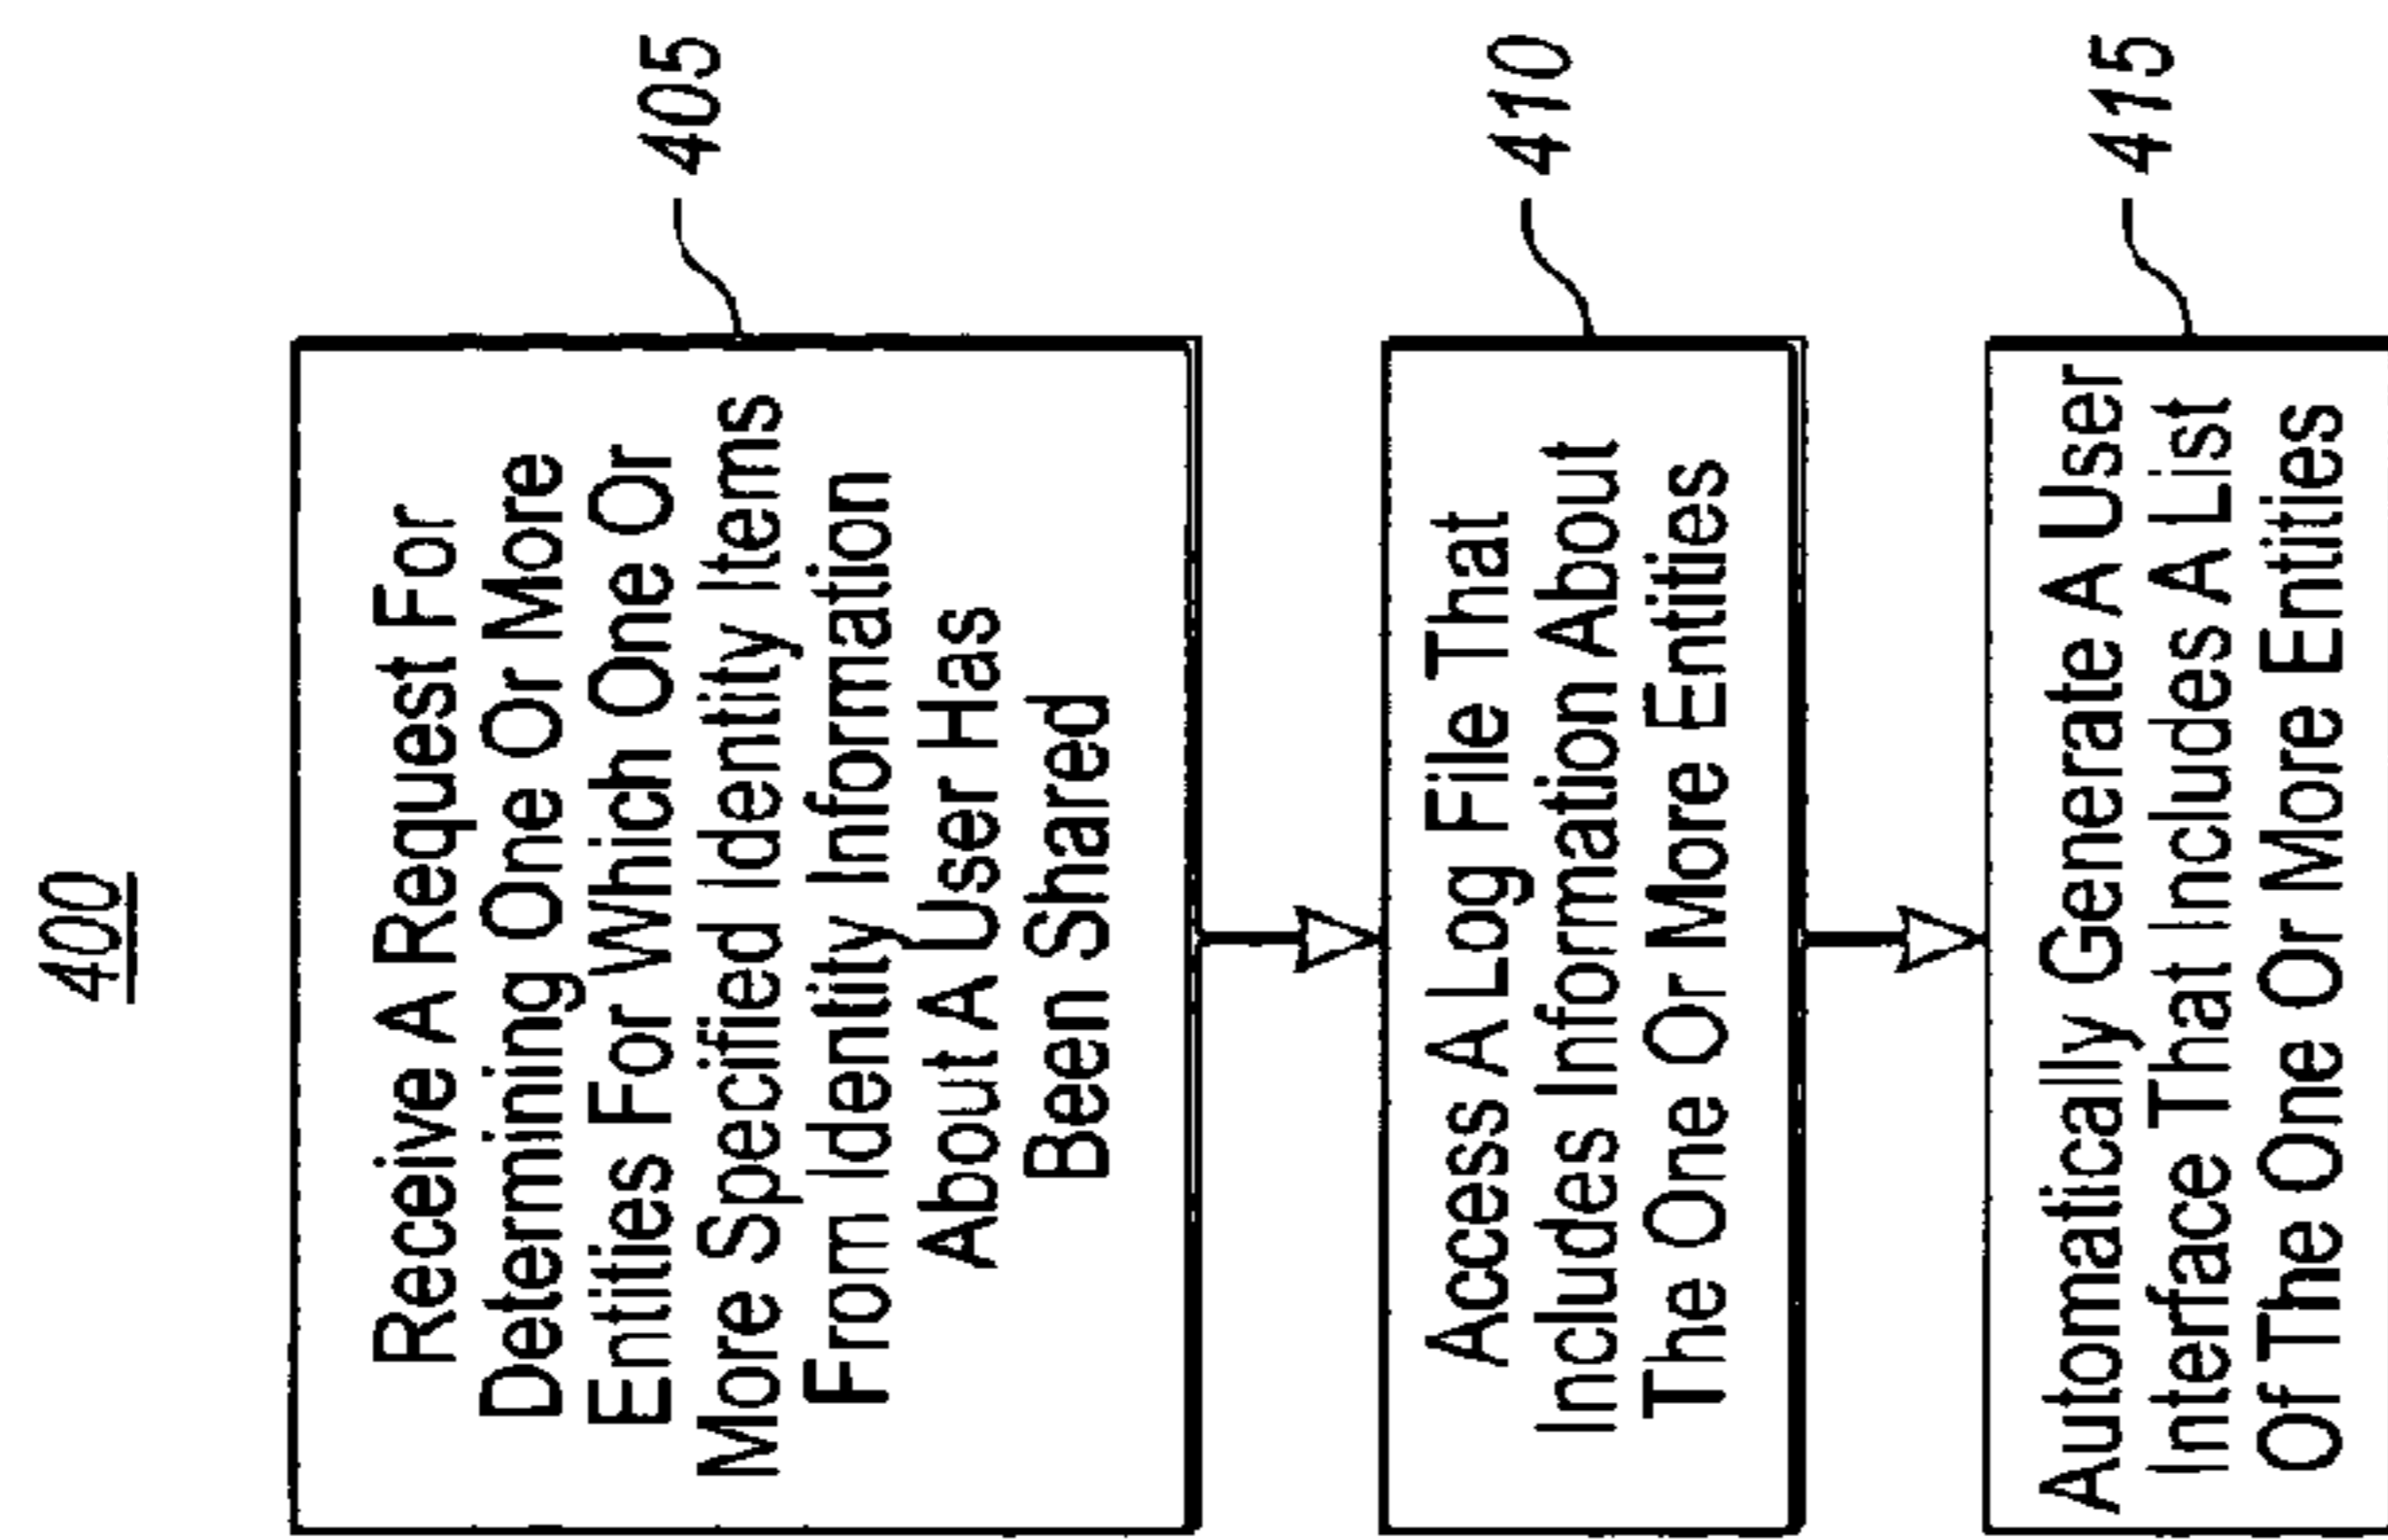 400
Receive A Request For
Determining One Or More
Entities For Which One Or
More Specified Identity Items
From Identity Information
About A User Has
Been Shared
405
Access A Log File That
Includes Information About
The One Or More Entities
410
Automatically Generate A User
Interface That Includes A List
Of The One Or More Entities
415